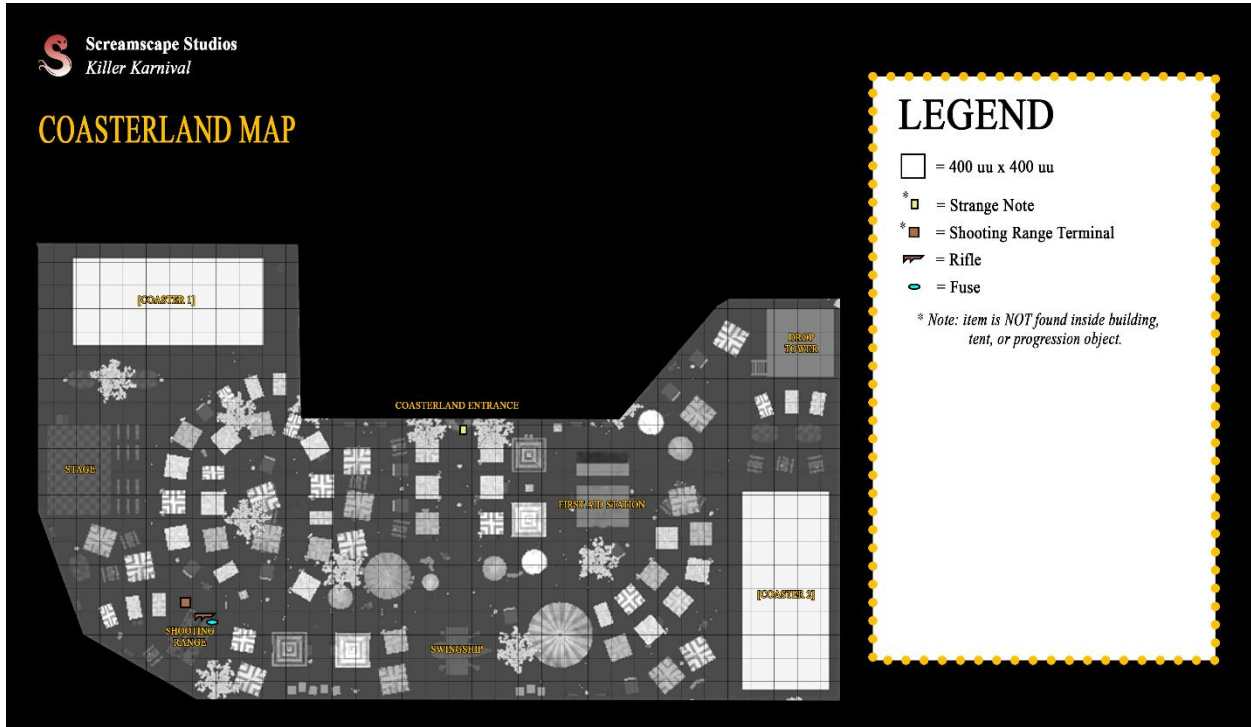 Screamscape Studios
Killer Karnival
COASTERLAND MAP
LEGEND
= 400 uu x 400 uu
* = Strange Note
* = Shooting Range Terminal
= Rifle
= Fuse
* Note: item is NOT found inside building,
tent, or progression object.
[COASTER 1]
DROP
TOWER
COASTERLAND ENTRANCE
STAGE
FIRST AID STATION
[COASTER 2]
SHOOTING
RANGE
SWINGSHIP